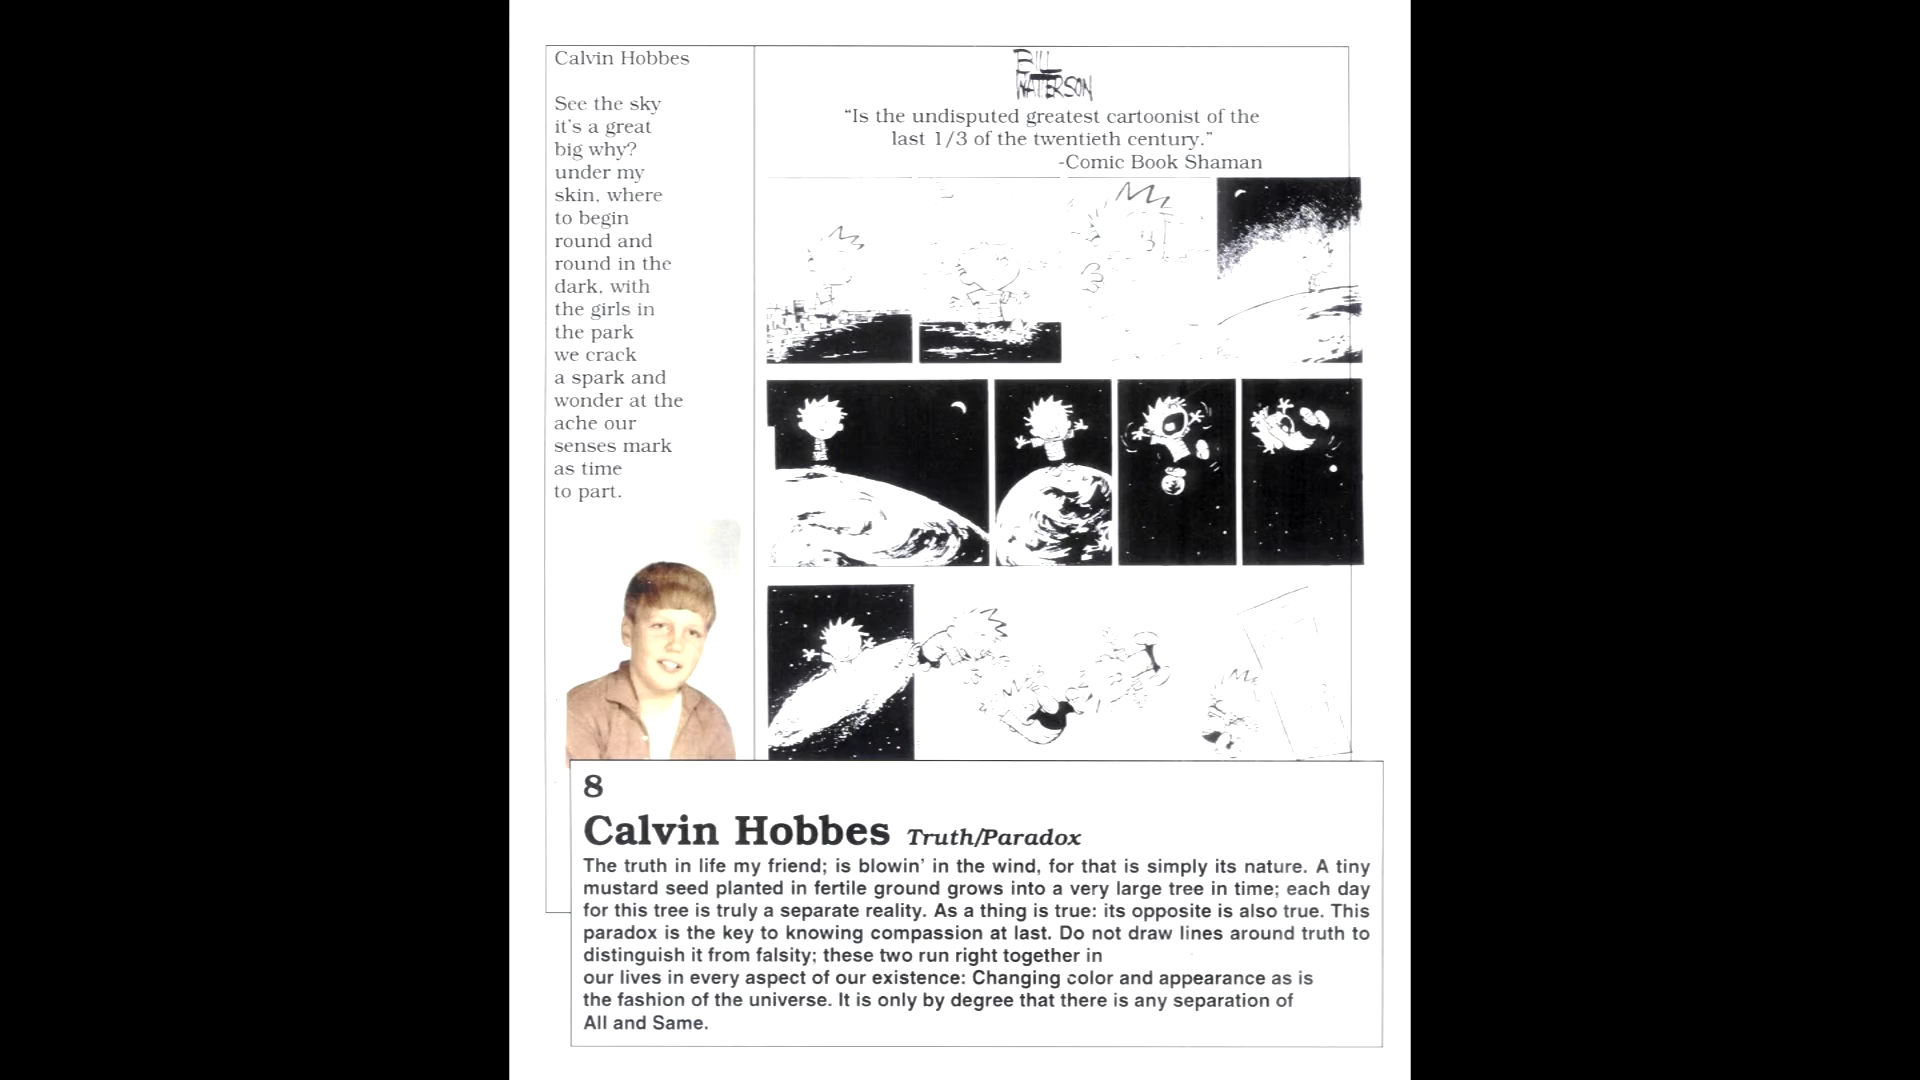 Calvin Hobbes
See the sky
it's a great
big why?
under my
skin, where
to begin
round and
round in the
dark, with
the girls in
the park
we crack
a spark and
wonder at the
ache our
senses mark
as time
to part.
BILL
WATTERSON
“Is the undisputed greatest cartoonist of the
last 1/3 of the twentieth century.”
-Comic Book Shaman
8
Calvin Hobbes Truth/Paradox
The truth in life my friend; is blowin’ in the wind, for that is simply its nature. A tiny
mustard seed planted in fertile ground grows into a very large tree in time; each day
for this tree is truly a separate reality. As a thing is true: its opposite is also true. This
paradox is the key to knowing compassion at last. Do not draw lines around truth to
distinguish it from falsity; these two run right together in
our lives in every aspect of our existence: Changing color and appearance as is
the fashion of the universe. It is only by degree that there is any separation of
All and Same.